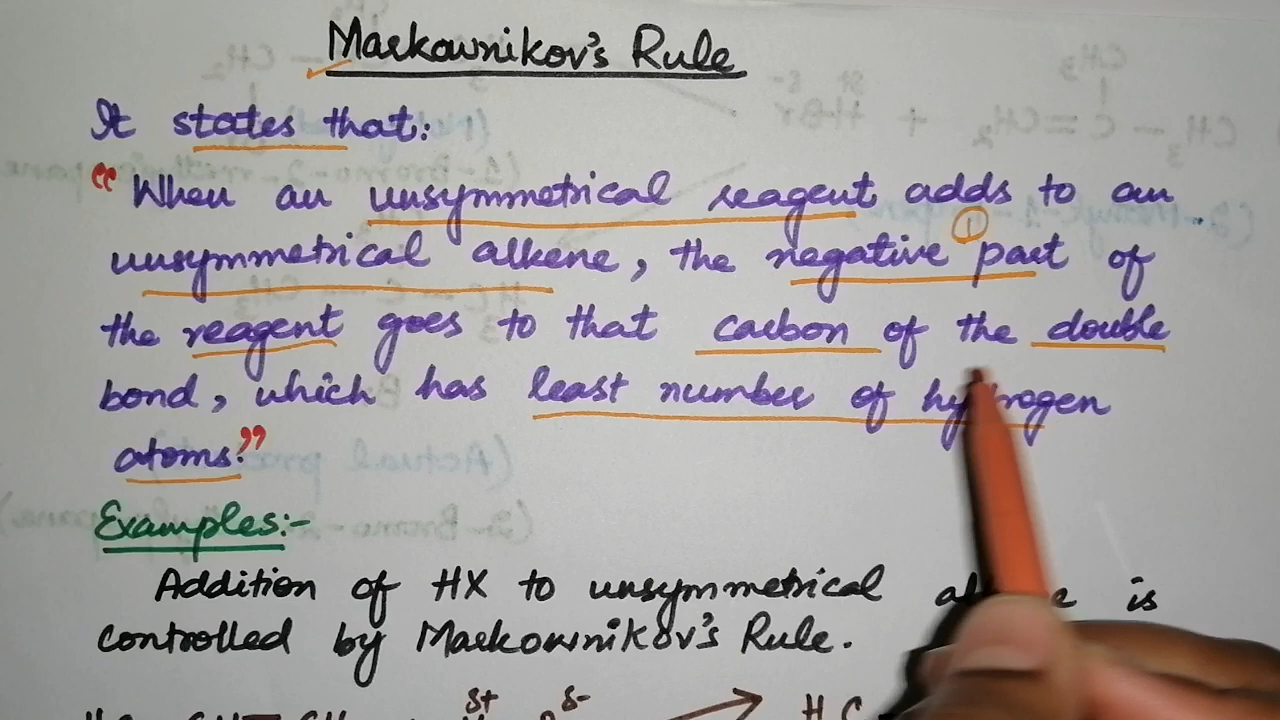 Markownikov's Rule
It states that:
"When an unsymmetrical reagent adds to an
unsymmetrical alkene, the negative part of
1
the reagent goes to that carbon of the double
bond, which has least number of hydrogen
atoms."
Examples:-
Addition of HX to unsymmetrical is
controlled by Markownikov's Rule.
δ+ δ-